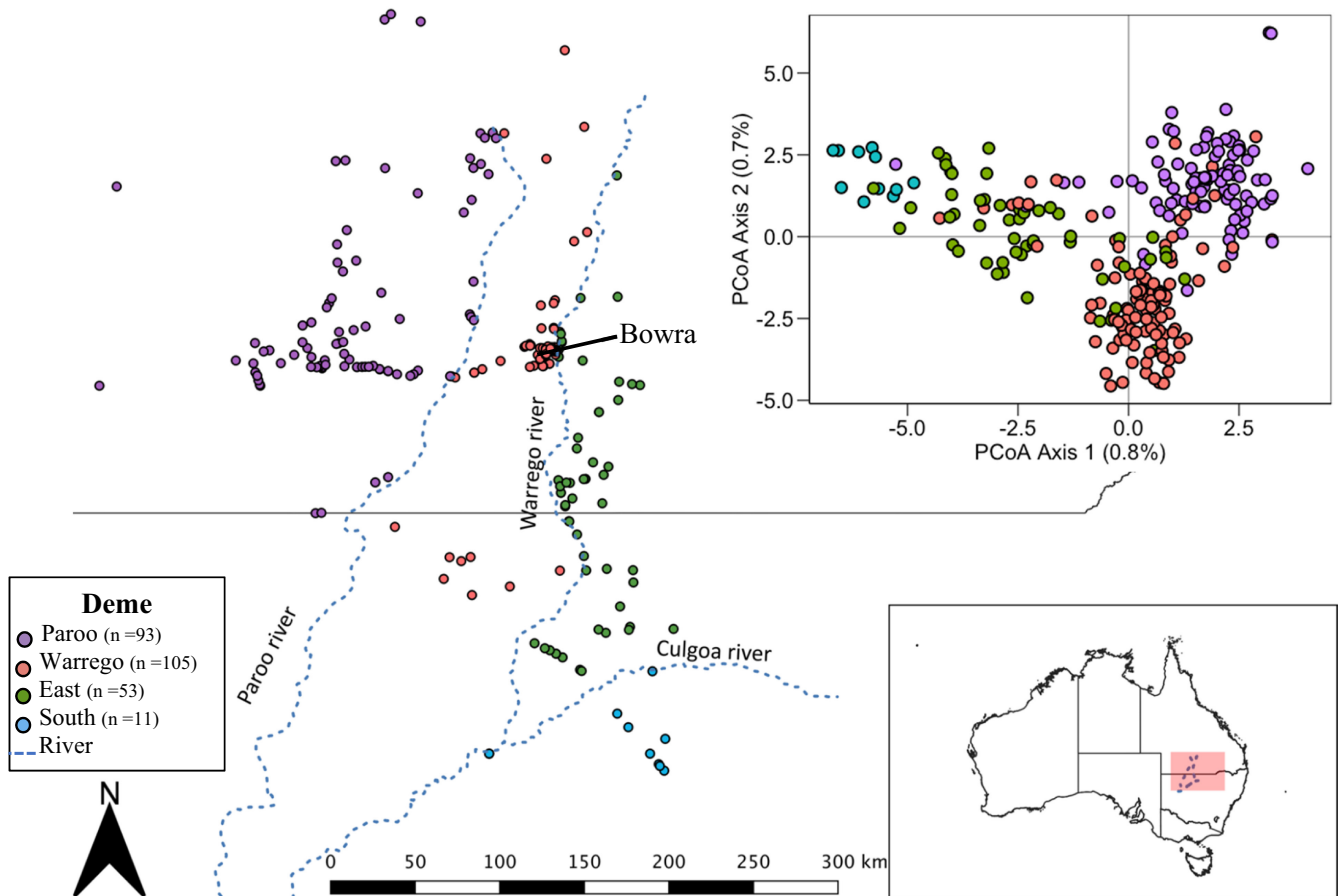 5.0
2.5
0.0
-2.5
-5.0
PCoA Axis 2 (0.7%)
-5.0
-2.5
0.0
2.5
PCoA Axis 1 (0.8%)
Bowra
Warrego river
Paroo river
Culgoa river
Deme
Paroo (n =93)
Warrego (n =105)
East (n =53)
South (n =11)
River
N
0 50 100 150 200 250 300 km